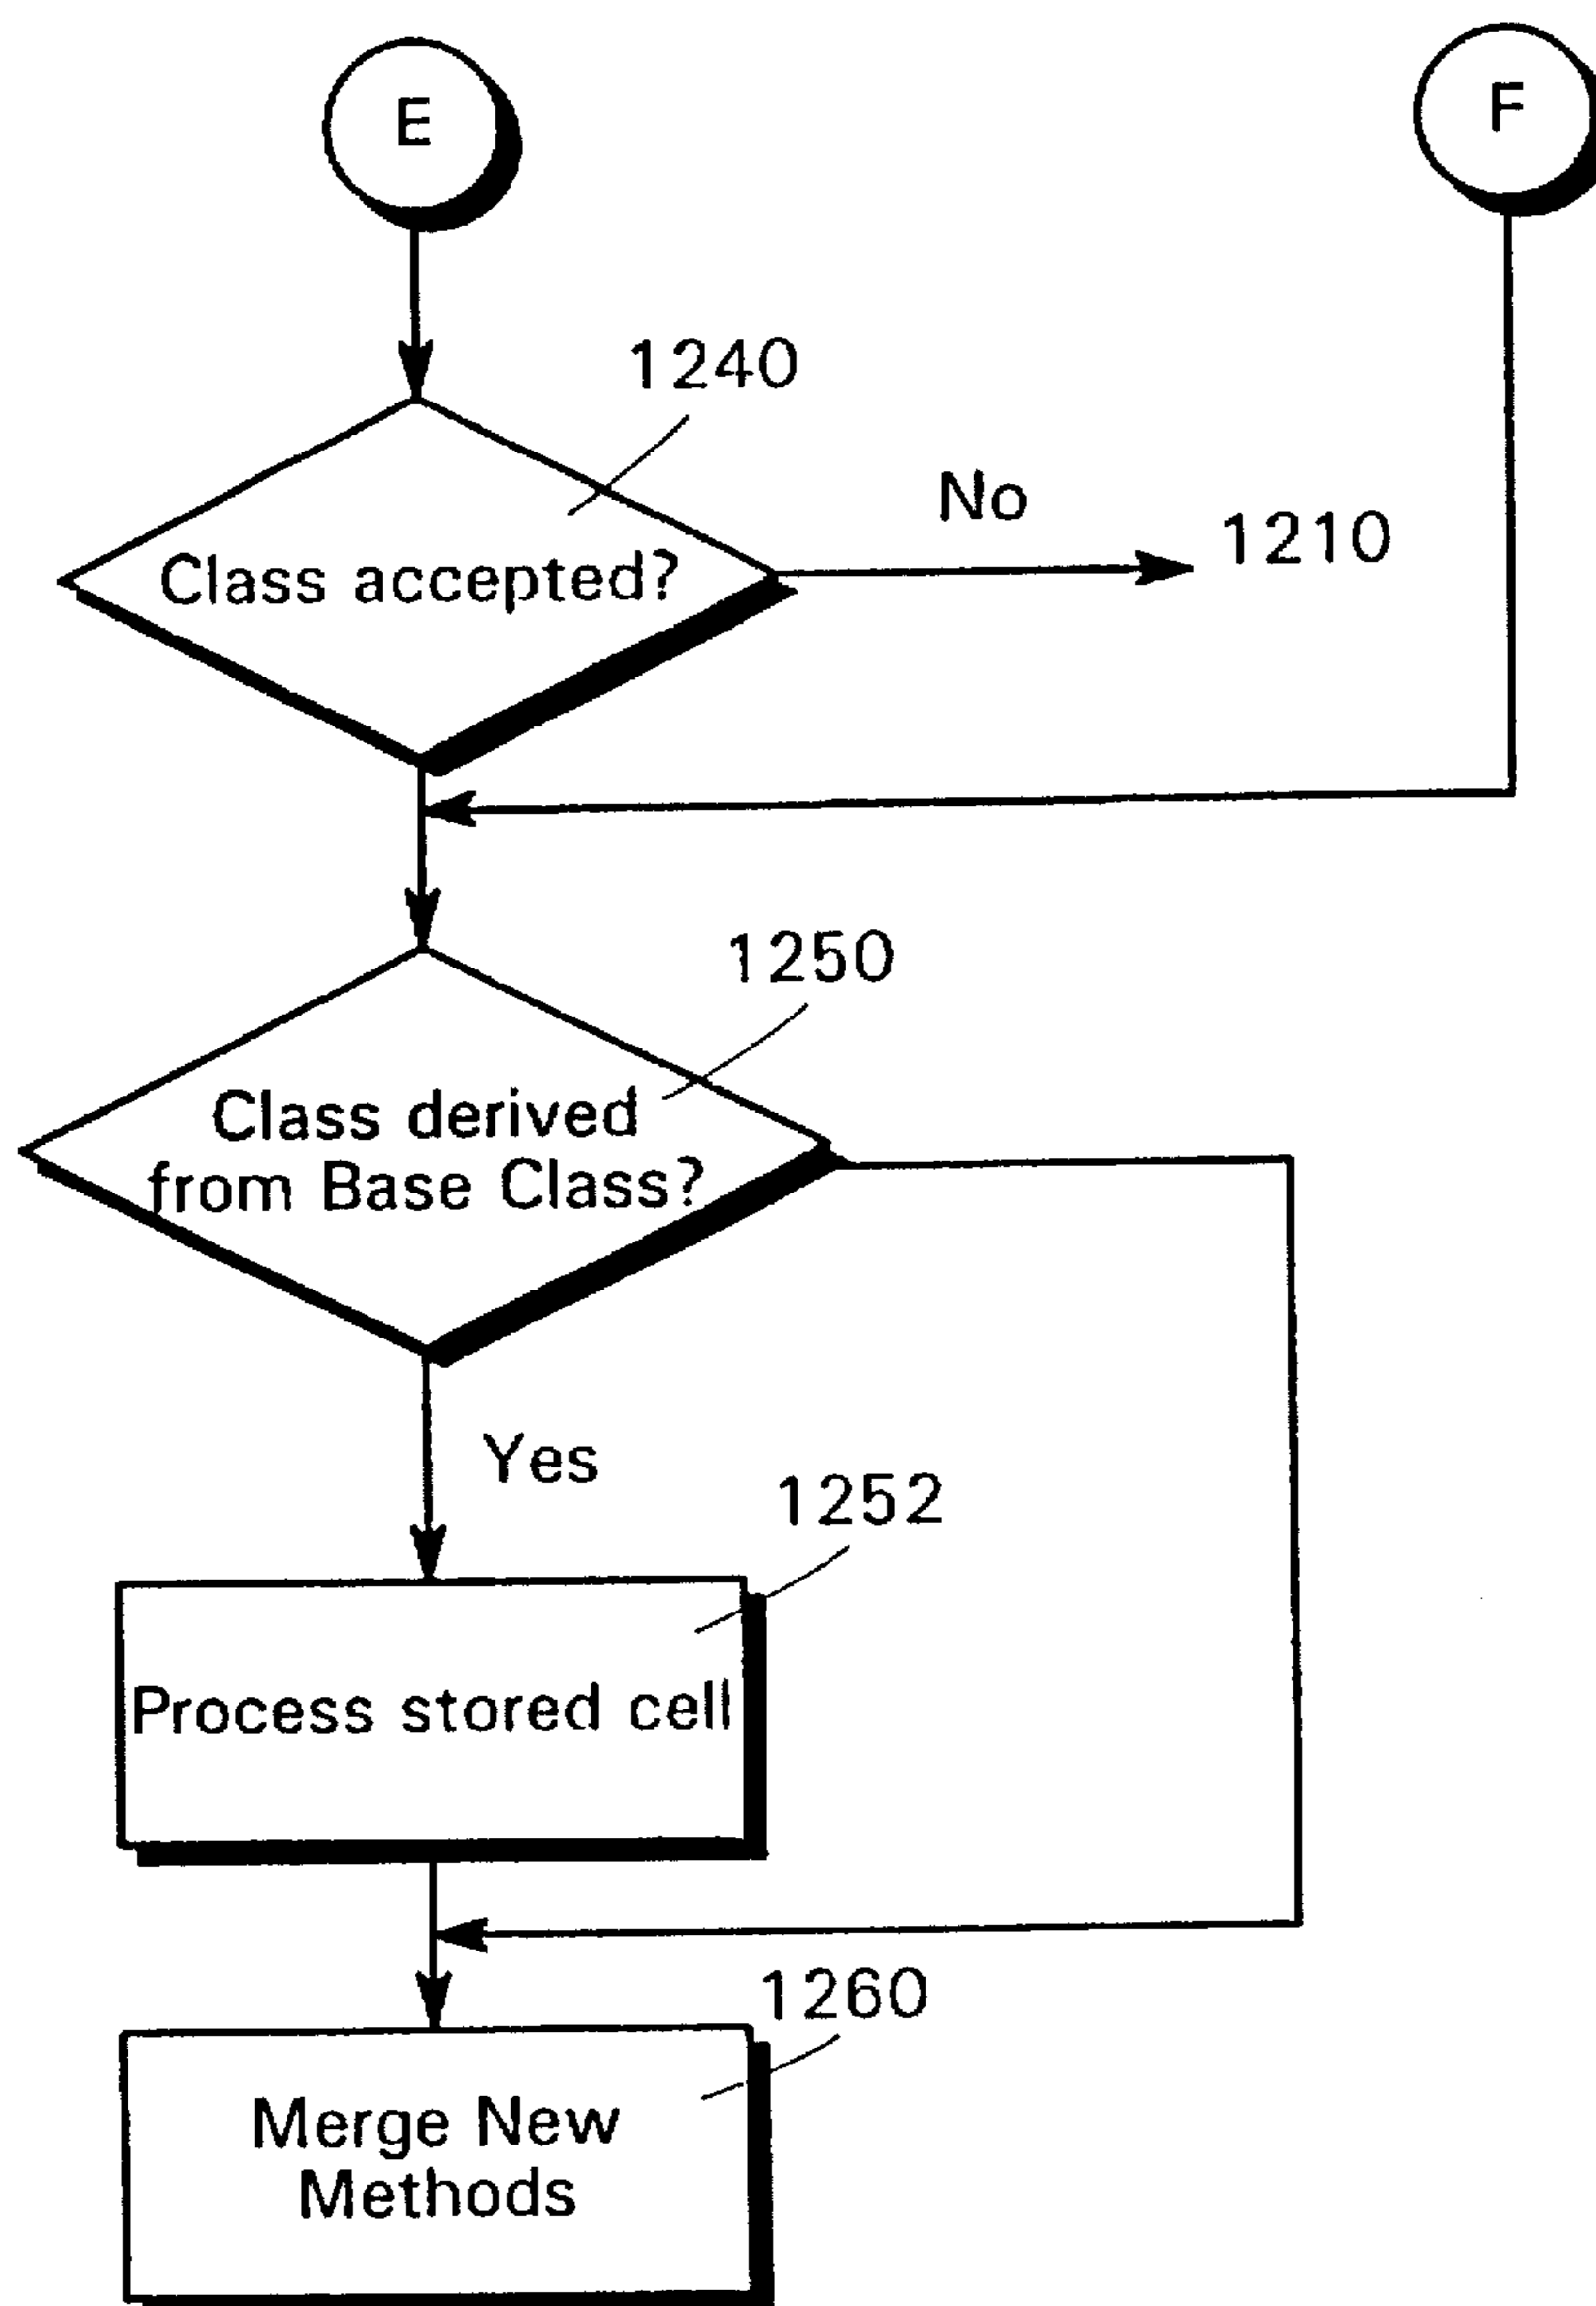 E
F
1240
No
1210
Class accepted?
1250
Class derived
from Base Class?
Yes
1252
Process stored cell
1260
Merge New
Methods